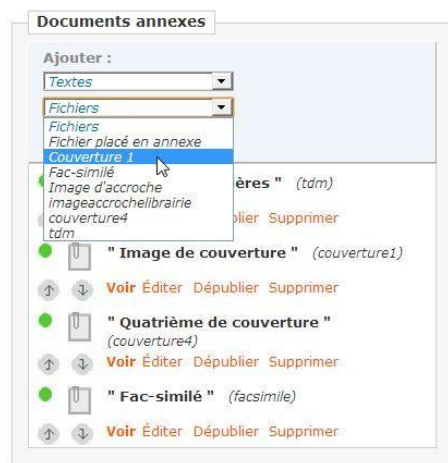 Documents annexes
Ajouter :
Textes
Fichiers
Fichiers
Fichier placé en annexe
Couverture 1
Fac-similé
Image d'accroche
imageaccrochelibrairie
couverture4
tdm
ères " (tdm)
blier Supprimer
" Image de couverture " (couverture1)
Voir Éditer Dépublier Supprimer
" Quatrième de couverture "
(couverture4)
Voir Éditer Dépublier Supprimer
" Fac-similé " (facsimile)
Voir Éditer Dépublier Supprimer